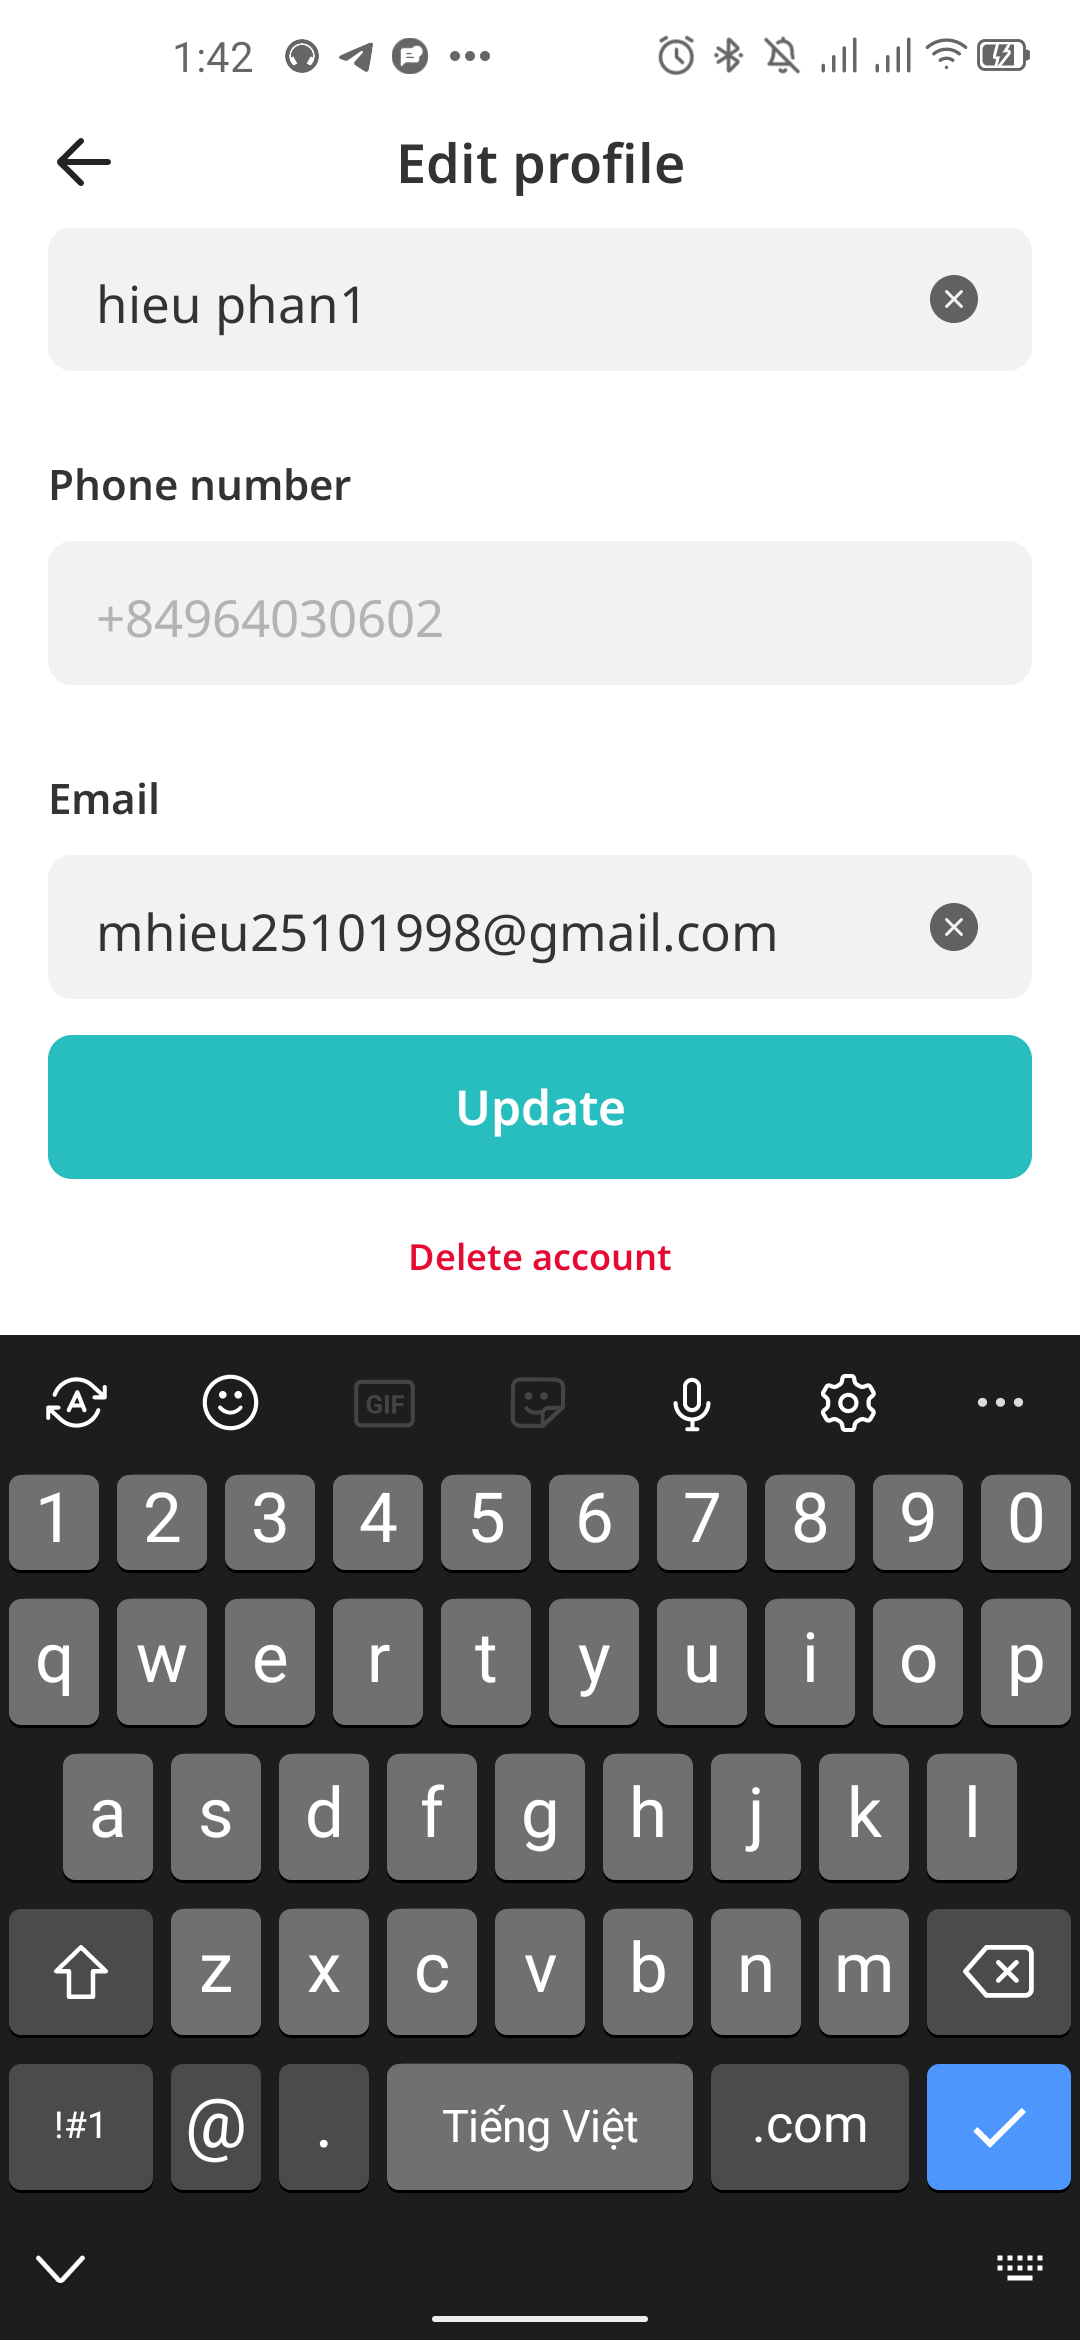 1:42
Edit profile
hieu phan1
Phone number
+84964030602
Email
mhieu25101998@gmail.com
Update
Delete account
GIF
1 2 3 4 5 6 7 8 9 0
q w e r t y u i o p
a s d f g h j k l
z x c v b n m
!#1 @ . Tiếng Việt .com